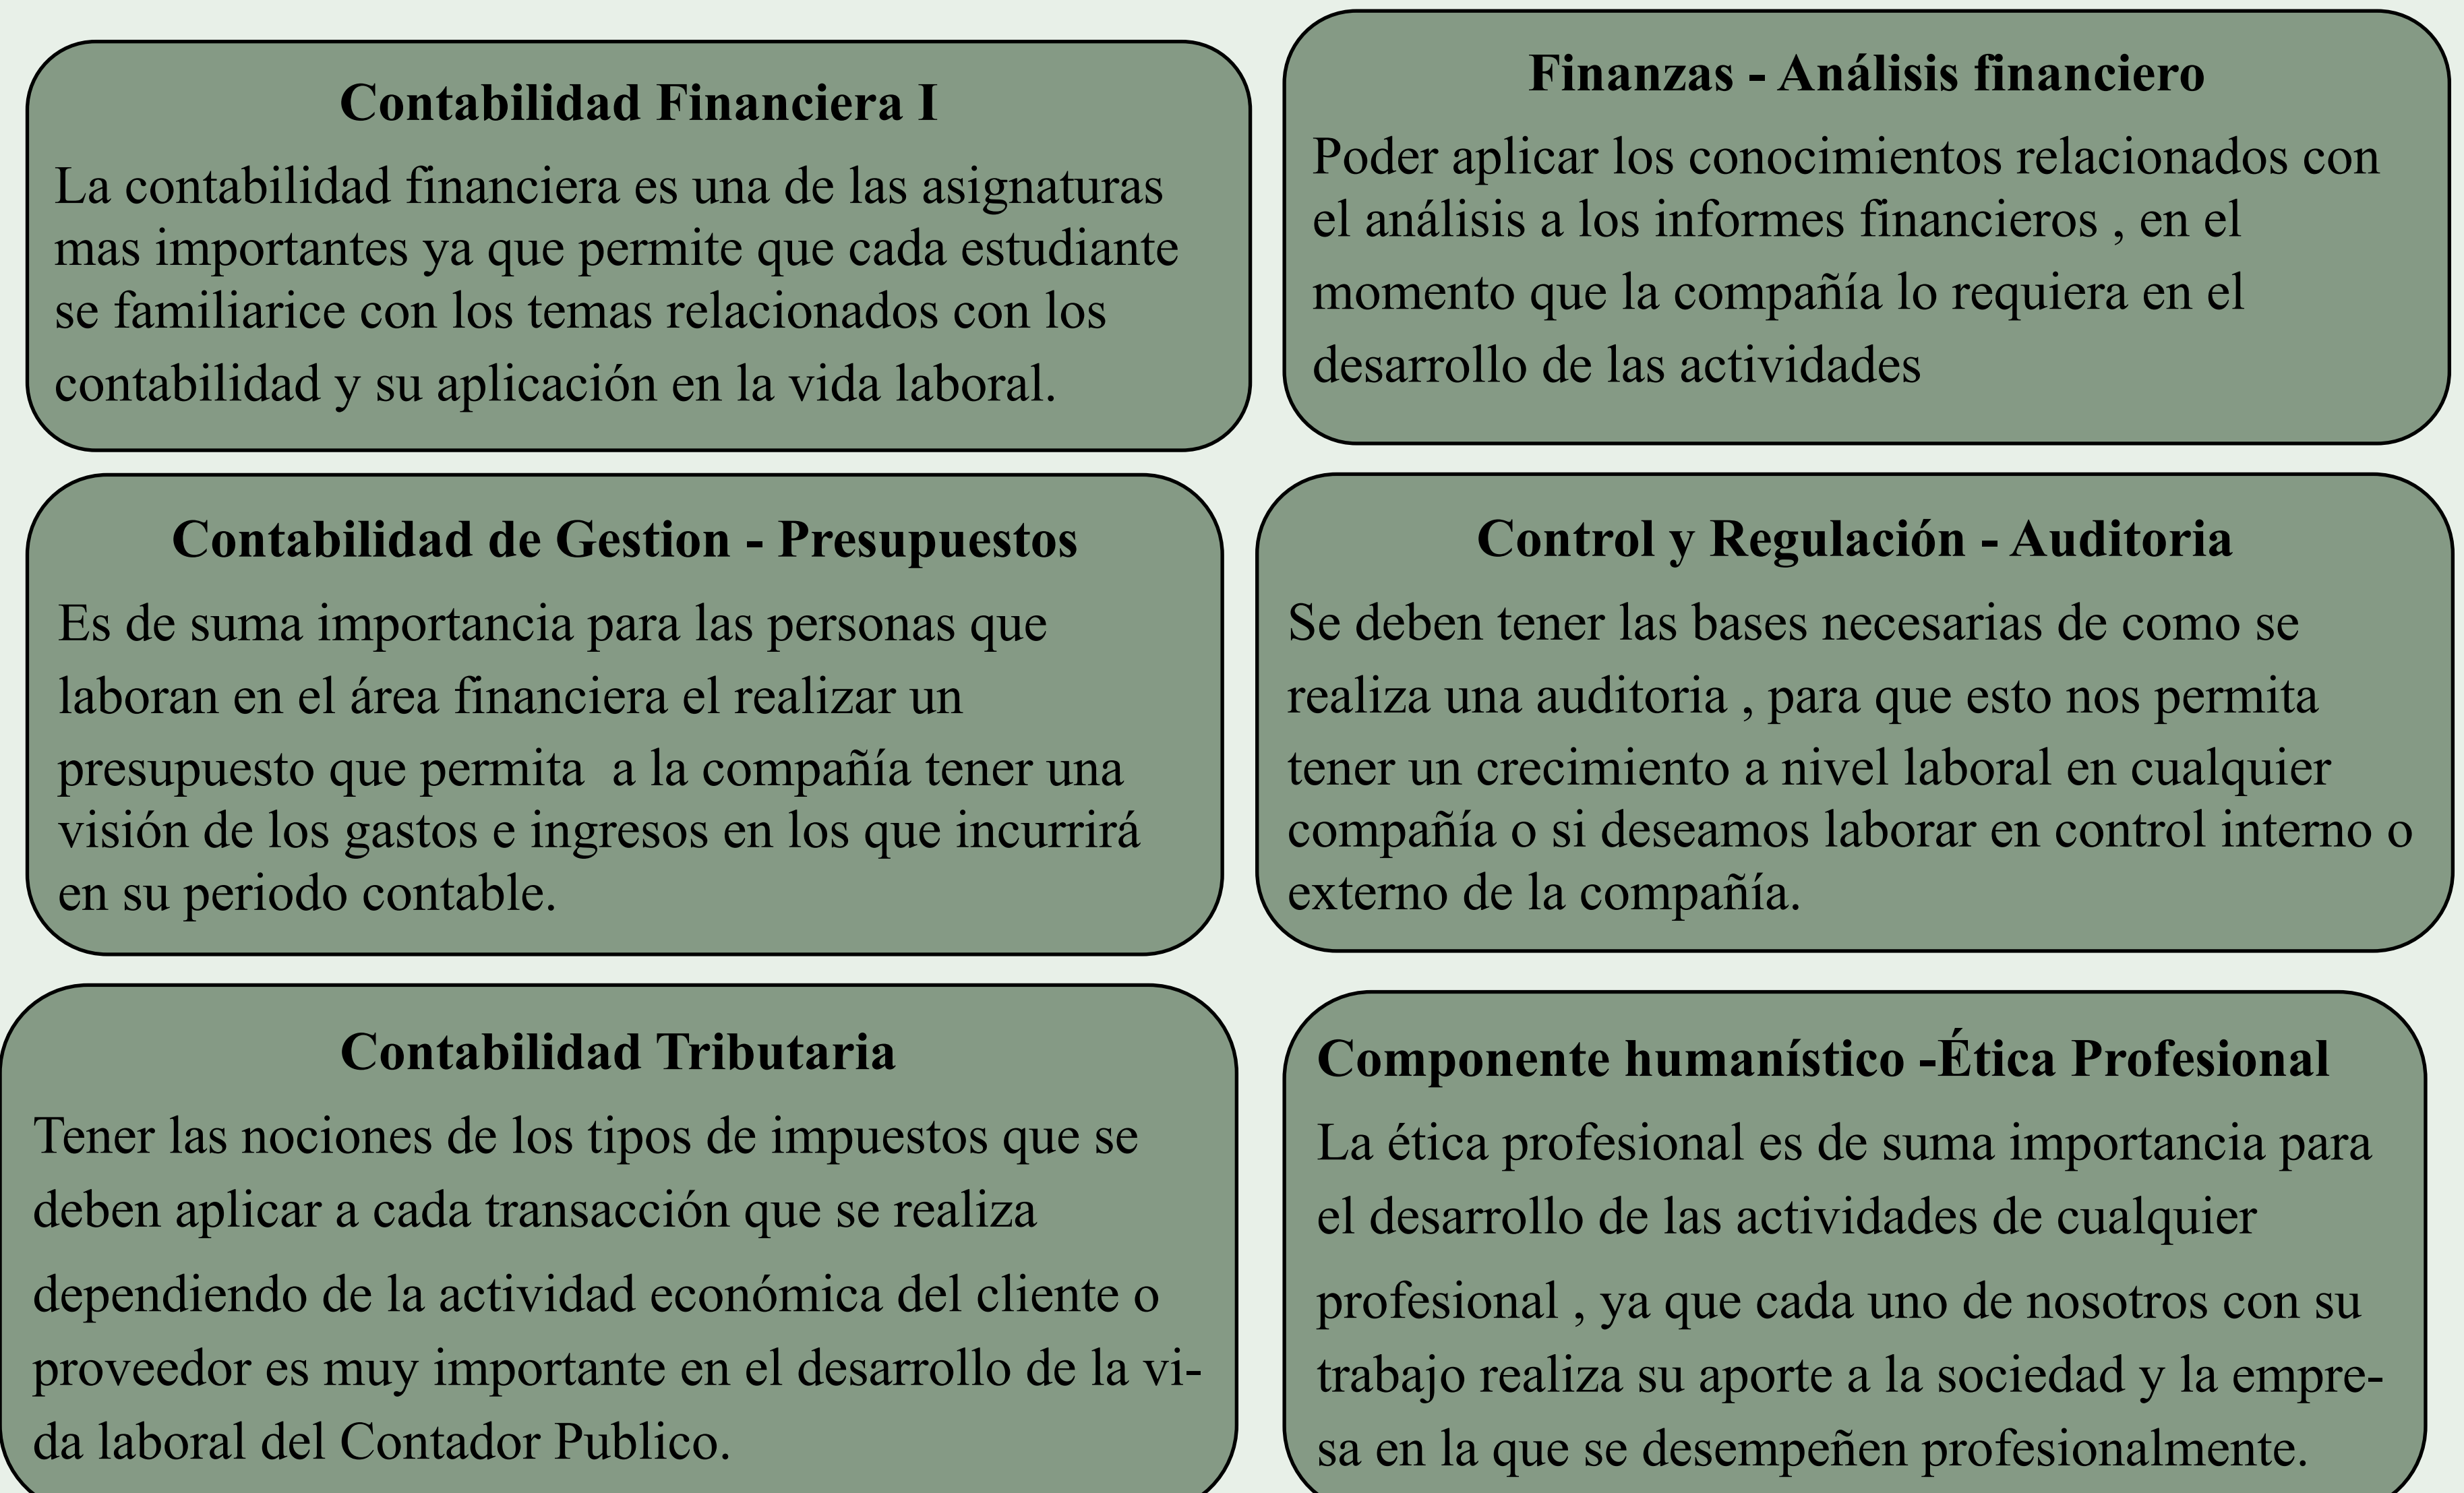 Contabilidad Financiera I
La contabilidad financiera es una de las asignaturas
mas importantes ya que permite que cada estudiante
se familiarice con los temas relacionados con los
contabilidad y su aplicación en la vida laboral.
Finanzas - Análisis financiero
Poder aplicar los conocimientos relacionados con
el análisis a los informes financieros , en el
momento que la compañía lo requiera en el
desarrollo de las actividades
Contabilidad de Gestion - Presupuestos
Es de suma importancia para las personas que
laboran en el área financiera el realizar un
presupuesto que permita  a la compañía tener una
visión de los gastos e ingresos en los que incurrirá
en su periodo contable.
Control y Regulación - Auditoria
Se deben tener las bases necesarias de como se
realiza una auditoria , para que esto nos permita
tener un crecimiento a nivel laboral en cualquier
compañía o si deseamos laborar en control interno o
externo de la compañía.
Contabilidad Tributaria
Tener las nociones de los tipos de impuestos que se
deben aplicar a cada transacción que se realiza
dependiendo de la actividad económica del cliente o
proveedor es muy importante en el desarrollo de la vi-
da laboral del Contador Publico.
Componente humanístico -Ética Profesional
La ética profesional es de suma importancia para
el desarrollo de las actividades de cualquier
profesional , ya que cada uno de nosotros con su
trabajo realiza su aporte a la sociedad y la empre-
sa en la que se desempeñen profesionalmente.